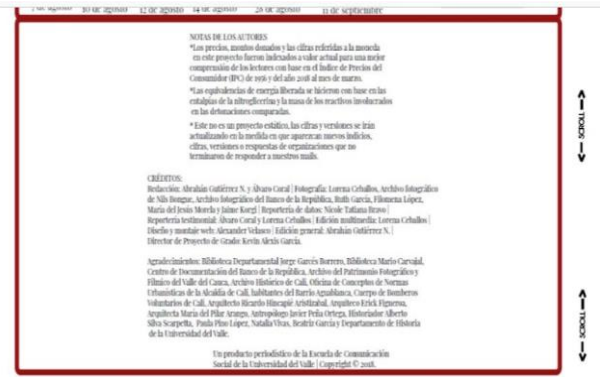 7 de agosto 10 de agosto 12 de agosto 14 de agosto 28 de agosto 11 de septiembre
NOTAS DE LOS AUTORES
*Los precios, montos donados y las cifras referidas a la moneda
en este proyecto fueron indexados a valor actual para una mejor
comprensión de los lectores con base en el Índice de Precios del
Consumidor (IPC) de 1956 y del año 2018 al mes de marzo.
*Las equivalencias de energía liberada se hicieron con base en las
entalpías de la nitroglicerina y la masa de los reactivos involucrados
en las detonaciones comparadas.
* Este no es un proyecto estático, las cifras y versiones se irán
actualizando en la medida en que aparezcan nuevos indicios,
cifras, versiones o respuestas de organizaciones que no
terminaron de responder a nuestros mails.
CRÉDITOS:
Redacción: Abrahán Gutiérrez N. y Álvaro Coral | Fotografía: Lorena Ceballos, Archivo fotográfico
de Nils Bongue, Archivo fotográfico del Banco de la República, Ruth García, Filomena López,
María del Jesús Morcia y Jaime Korgi | Reportería de datos: Nicole Tatiana Bravo |
Reportería testimonial: Álvaro Coral y Lorena Ceballos | Edición multimedia: Lorena Ceballos |
Diseño y montaje web: Alexander Velasco | Edición general: Abrahán Gutiérrez N. |
Director de Proyecto de Grado: Kevin Alexis García.
Agradecimientos: Biblioteca Departamental Jorge Garcés Borrero, Biblioteca Mario Carvajal,
Centro de Documentación del Banco de la República, Archivo del Patrimonio Fotográfico y
Fílmico del Valle del Cauca, Archivo Histórico de Cali, Oficina de Conceptos de Normas
Urbanísticas de la Alcaldía de Cali, habitantes del Barrio Aguablanca, Cuerpo de Bomberos
Voluntarios de Cali, Arquitecto Ricardo Hincapié Aristizábal, Arquiteco Erick Figueroa,
Arquitecta María del Pilar Arango, Antropólogo Javier Peña Ortega, Historiador Alberto
Silva Scarpetta, Paula Pino López, Natalia Vivas, Beatriz García y Departamento de Historia
de la Universidad del Valle.
Un producto periodístico de la Escuela de Comunicación
Social de la Universidad del Valle | Copyright © 2018.